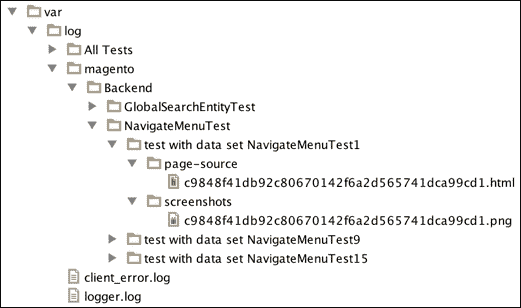 var
log
All Tests
magento
Backend
GlobalSearchEntityTest
NavigateMenuTest
test with data set NavigateMenuTest1
page-source
c9848f41db92c80670142f6a2d565741dca99cd1.html
screenshots
c9848f41db92c80670142f6a2d565741dca99cd1.png
test with data set NavigateMenuTest9
test with data set NavigateMenuTest15
client_error.log
logger.log